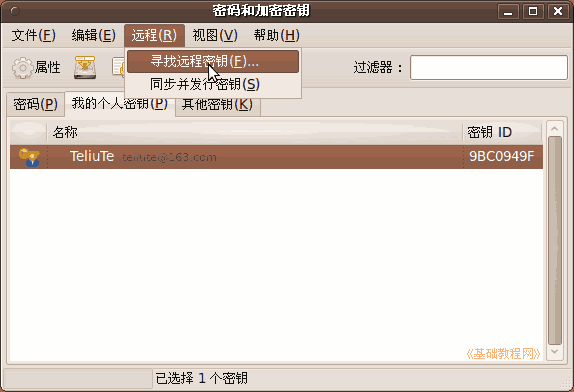 密码和加密密钥
文件(F) 编辑(E) 远程(R) 视图(V) 帮助(H)
属性 过滤器：
寻找远程密钥(F)...
同步并发行密钥(S)
密码(P) 我的个人密钥(P) 其他密钥(K)
名称 密钥 ID
TeliuTe teliute@163.com 9BC0949F
《基础教程网》
已选择 1 个密钥